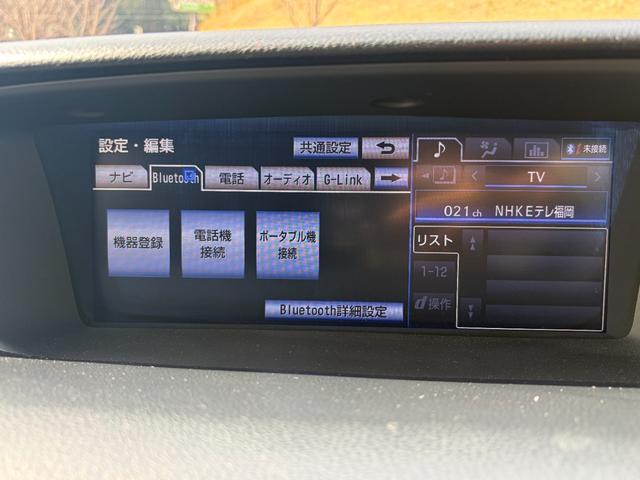 設定・編集
共通設定
ナビ
Bluetooth
電話
オーディオ
G-Link
機器登録
電話機
接続
ポータブル機
接続
Bluetooth詳細設定
未接続
TV
021ch NHKEテレ福岡
リスト
1-12
d操作